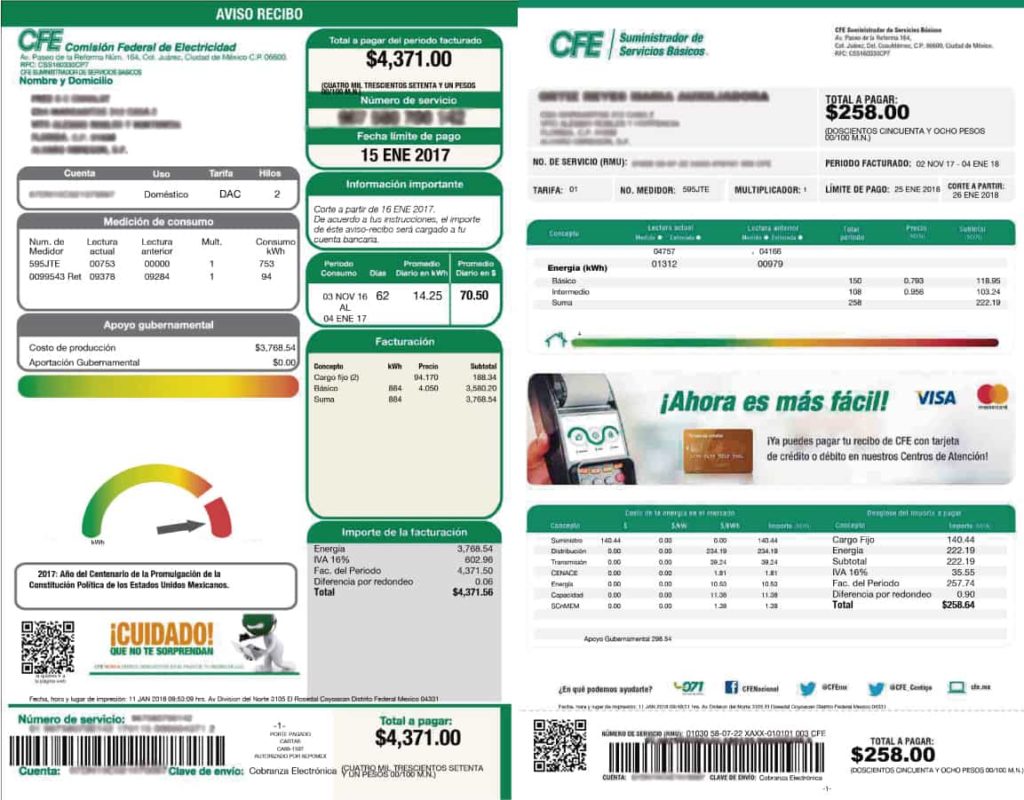 AVISO RECIBO
CFE Comisión Federal de Electricidad
Av. Paseo de la Reforma Núm. 164, Col. Juárez, Ciudad de México C.P. 06600.
RFC: CSS160330CP7
CFE SUMINISTRADOR DE SERVICIOS BASICOS
Nombre y Domicilio
Total a pagar del periodo facturado
$4,371.00
(CUATRO MIL TRESCIENTOS SETENTA Y UN PESOS 00/100 M.N.)
Número de servicio
Fecha límite de pago
15 ENE 2017
Cuenta Uso Tarifa Hilos
Doméstico DAC 2
Medición de consumo
Num. de Medidor Lectura actual Lectura anterior Mult. Consumo kWh
595JTE 00753 00000 1 753
0099543 Ret 09378 09284 1 94
Apoyo gubernamental
Costo de producción $3,768.54
Aportación Gubernamental $0.00
kWh
2017: Año del Centenario de la Promulgación de la
Constitución Política de los Estados Unidos Mexicanos.
¡CUIDADO!
QUE NO TE SORPRENDAN
Información importante
Corte a partir de 16 ENE 2017.
De acuerdo a tus instrucciones, el importe
de éste aviso-recibo será cargado a tu
cuenta bancaria.
Periodo Consumo Días Promedio Diario en kWh Promedio Diario en $
03 NOV 16 62 14.25 70.50
AL
04 ENE 17
Facturación
Concepto kWh Precio Subtotal
Cargo fijo (2) 94.170 188.34
Básico 884 4.050 3,580.20
Suma 884 3,768.54
Importe de la facturación
Energía 3,768.54
IVA 16% 602.96
Fac. del Periodo 4,371.50
Diferencia por redondeo 0.06
Total $4,371.56
Fecha, hora y lugar de impresión: 11 JAN 2018 09:53:09 hrs. Av Division del Norte 3105 El Rosedal Coyoacan Distrito Federal Mexico 04331
Número de servicio:
Cuenta:
Clave de envío: Cobranza Electrónica
-1-
PORTE PAGADO
CARTAS
CA09-1327
AUTORIZADO POR SEPOMEX
Total a pagar:
$4,371.00
(CUATRO MIL TRESCIENTOS SETENTA Y UN PESOS 00/100 M.N.)
CFE Suministrador de
Servicios Básicos
CFE Suministrador de Servicios Básicos
Av. Paseo de la Reforma 164,
Col. Juárez, Del. Cuauhtémoc, C.P. 06600, Ciudad de México.
RFC: CSS160330CP7
TOTAL A PAGAR:
$258.00
(DOSCIENTOS CINCUENTA Y OCHO PESOS 00/100 M.N.)
NO. DE SERVICIO (RMU):
PERIODO FACTURADO: 02 NOV 17 - 04 ENE 18
TARIFA: 01 NO. MEDIDOR: 595JTE MULTIPLICADOR: 1 LÍMITE DE PAGO: 25 ENE 2018 CORTE A PARTIR: 26 ENE 2018
Concepto Lectura actual Lectura anterior Total periodo Precio Subtotal
Medida Estimada Medida Estimada
04757 04166
Energía (kWh) 01312 00979
Básico 150 0.793 118.95
Intermedio 108 0.956 103.24
Suma 258 222.19
¡Ahora es más fácil!
VISA
mastercard
¡Ya puedes pagar tu recibo de CFE con tarjeta
de crédito o débito en nuestros Centros de Atención!
Costo de la energía en el mercado Desglose del importe a pagar
Concepto $ $/kW $/kWh Importe (MXN) Concepto Importe (MXN)
Suministro 140.44 0.00 0.00 140.44 Cargo Fijo 140.44
Distribución 0.00 0.00 234.19 234.19 Energía 222.19
Transmisión 0.00 0.00 39.24 39.24 Subtotal 222.19
CENACE 0.00 0.00 1.81 1.81 IVA 16% 35.55
Energía 0.00 0.00 10.53 10.53 Fac. del Periodo 257.74
Capacidad 0.00 0.00 11.38 11.38 Diferencia por redondeo 0.90
SCnMEM 0.00 0.00 1.38 1.38 Total $258.64
Apoyo Gubernamental 298.54
¿En qué podemos ayudarte? 071 CFENacional @CFEmx @CFE_Contigo cfe.mx
NÚMERO DE SERVICIO (RMU): 01030 58-07-22 XAXX-010101 003 CFE
CUENTA:
CLAVE DE ENVÍO: Cobranza Electrónica
TOTAL A PAGAR:
$258.00
(DOSCIENTOS CINCUENTA Y OCHO PESOS 00/100 M.N.)
-1-